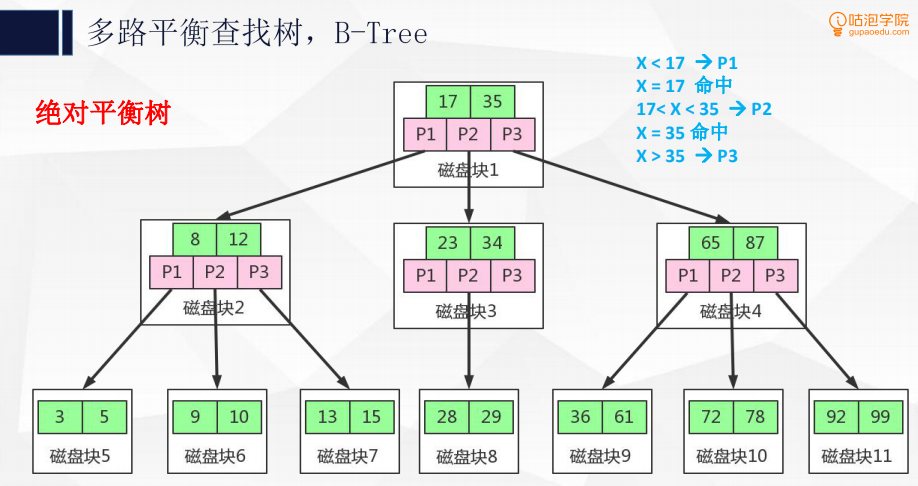 多路平衡查找树，B-Tree
咕泡学院
gupaoedu.com
绝对平衡树
X < 17 → P1
X = 17 命中
17< X < 35 → P2
X = 35 命中
X > 35 → P3
17 35
P1 P2 P3
磁盘块1
8 12
P1 P2 P3
磁盘块2
23 34
P1 P2 P3
磁盘块3
65 87
P1 P2 P3
磁盘块4
3 5
磁盘块5
9 10
磁盘块6
13 15
磁盘块7
28 29
磁盘块8
36 61
磁盘块9
72 78
磁盘块10
92 99
磁盘块11